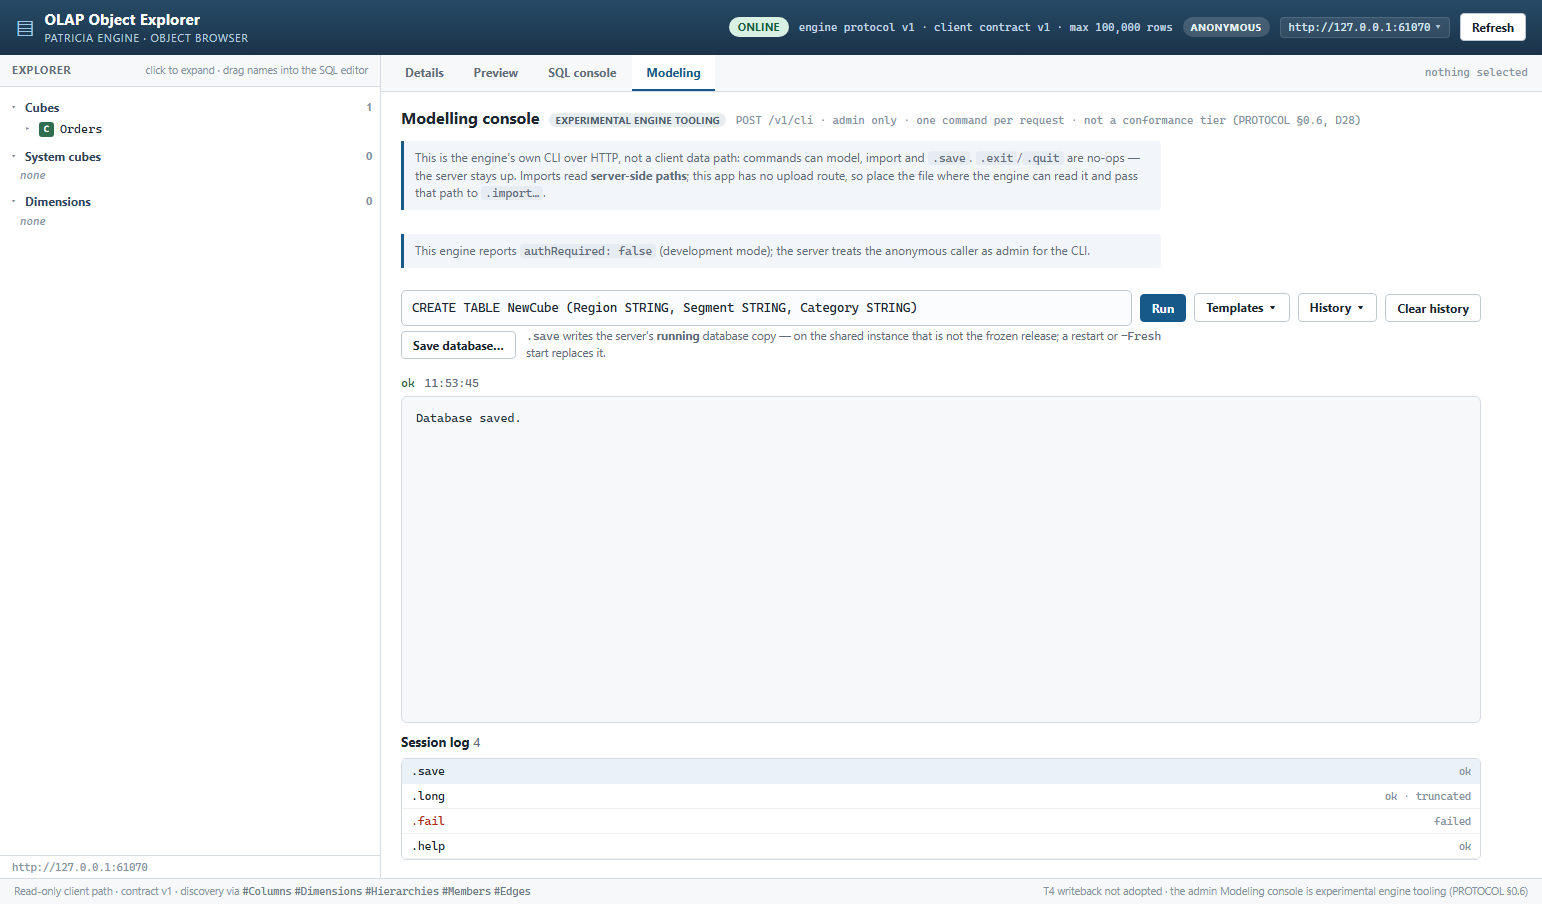 OLAP Object Explorer
PATRICIA ENGINE · OBJECT BROWSER
ONLINE
engine protocol v1 · client contract v1 · max 100,000 rows
ANONYMOUS
http://127.0.0.1:61070
Refresh
EXPLORER
click to expand · drag names into the SQL editor
Cubes
1
C
Orders
System cubes
0
none
Dimensions
0
none
http://127.0.0.1:61070
Details
Preview
SQL console
Modeling
nothing selected
Modelling console
EXPERIMENTAL ENGINE TOOLING
POST /v1/cli · admin only · one command per request · not a conformance tier (PROTOCOL §0.6, D28)
This is the engine's own CLI over HTTP, not a client data path: commands can model, import and .save. .exit/.quit are no-ops —
the server stays up. Imports read server-side paths; this app has no upload route, so place the file where the engine can read it and pass
that path to .import….
This engine reports authRequired: false (development mode); the server treats the anonymous caller as admin for the CLI.
CREATE TABLE NewCube (Region STRING, Segment STRING, Category STRING)
Run
Templates
History
Clear history
Save database...
.save writes the server's running database copy — on the shared instance that is not the frozen release; a restart or -Fresh
start replaces it.
ok 11:53:45
Database saved.
Session log 4
.save
ok
.long
ok · truncated
.fail
failed
.help
ok
Read-only client path · contract v1 · discovery via #Columns #Dimensions #Hierarchies #Members #Edges
T4 writeback not adopted · the admin Modeling console is experimental engine tooling (PROTOCOL §0.6)